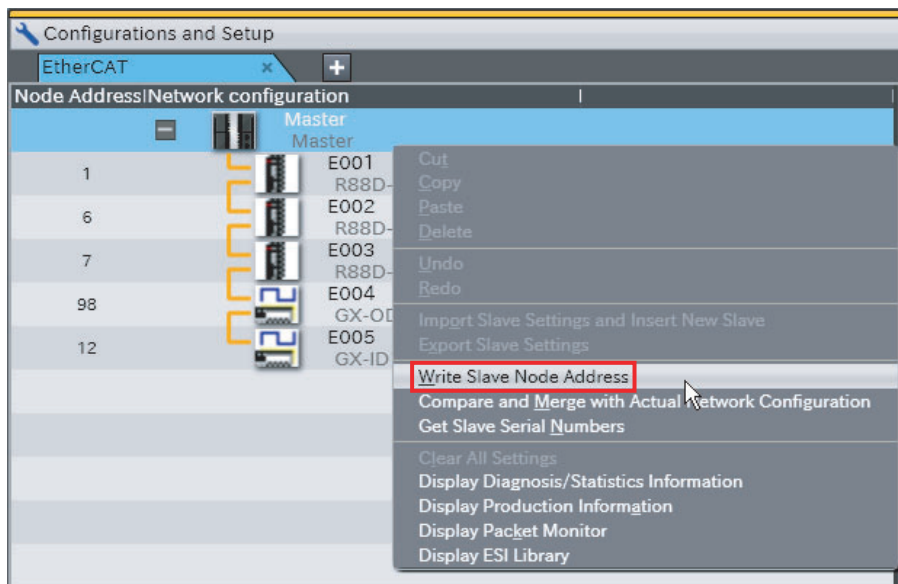 Configurations and Setup
EtherCAT × +
Node Address|Network configuration
Master
Master
1 E001
R88D-
6 E002
R88D-
7 E003
R88D-
98 E004
GX-OD
12 E005
GX-ID
Cut
Copy
Paste
Delete
Undo
Redo
Import Slave Settings and Insert New Slave
Export Slave Settings
Write Slave Node Address
Compare and Merge with Actual Network Configuration
Get Slave Serial Numbers
Clear All Settings
Display Diagnosis/Statistics Information
Display Production Information
Display Packet Monitor
Display ESI Library